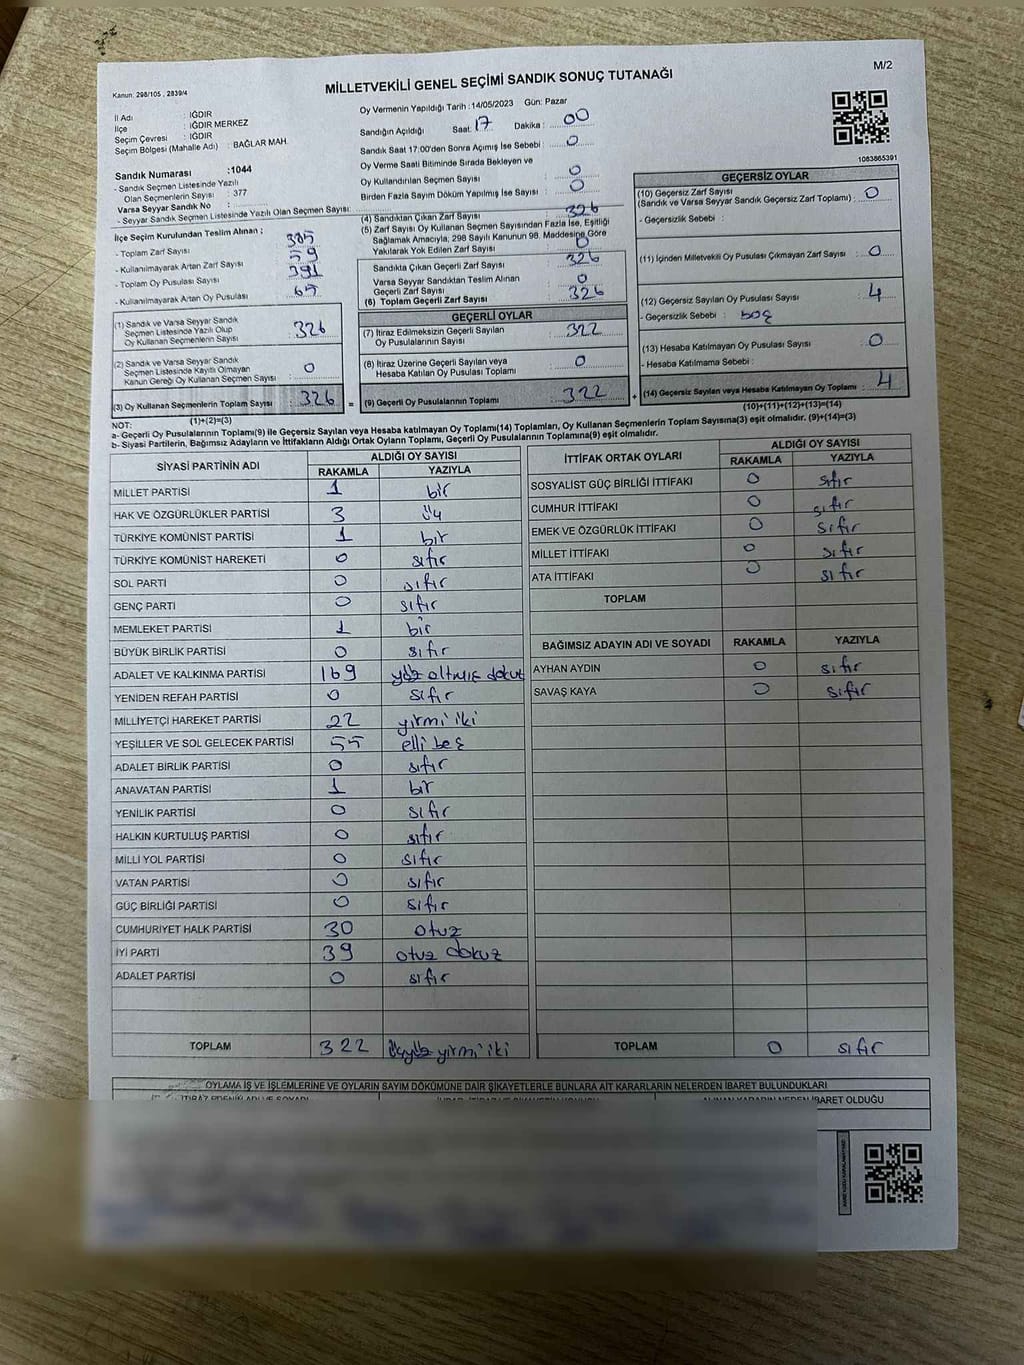 M/2
MİLLETVEKİLİ GENEL SEÇİMİ SANDIK SONUÇ TUTANAĞI
Kanun: 298/105 , 2839/4
İl Adı : IĞDIR
İlçe : IĞDIR MERKEZ
Seçim Çevresi : IĞDIR
Seçim Bölgesi (Mahalle Adı) : BAĞLAR MAH.
Sandık Numarası :1044
- Sandık Seçmen Listesinde Yazılı
Olan Seçmenlerin Sayısı : 377
Varsa Seyyar Sandık No :
- Seyyar Sandık Seçmen Listesinde Yazılı Olan Seçmen Sayısı:
İlçe Seçim Kurulundan Teslim Alınan ;
- Toplam Zarf Sayısı : 385
- Kullanılmayarak Artan Zarf Sayısı : 59
- Toplam Oy Pusulası Sayısı : 391
- Kullanılmayarak Artan Oy Pusulası : 65
(1) Sandık ve Varsa Seyyar Sandık
Seçmen Listesinde Yazılı Olup
Oy Kullanan Seçmenlerin Sayısı : 326
(2) Sandık ve Varsa Seyyar Sandık
Seçmen Listesinde Kayıtlı Olmayan
Kanun Gereği Oy Kullanan Seçmen Sayısı : 0
(3) Oy Kullanan Seçmenlerin Toplam Sayısı : 326 =
(1)+(2)=(3)
Oy Vermenin Yapıldığı Tarih :14/05/2023 Gün: Pazar
Sandığın Açıldığı Saat: 17 Dakika : 00
Sandık Saat 17:00'den Sonra Açımış İse Sebebi : 0
Oy Verme Saati Bitiminde Sırada Bekleyen ve
Oy Kullandırılan Seçmen Sayısı : 0
Birden Fazla Sayım Döküm Yapılmış İse Sayısı : 0
(4) Sandıktan Çıkan Zarf Sayısı : 326
(5) Zarf Sayısı Oy Kullanan Seçmen Sayısından Fazla İse, Eşitliği
Sağlamak Amacıyla, 298 Sayılı Kanunun 98. Maddesine Göre
Yakılarak Yok Edilen Zarf Sayısı : 0
Sandıkta Çıkan Geçerli Zarf Sayısı : 326
Varsa Seyyar Sandıktan Teslim Alınan
Geçerli Zarf Sayısı : 0
(6) Toplam Geçerli Zarf Sayısı : 326
GEÇERLİ OYLAR
(7) İtiraz Edilmeksizin Geçerli Sayılan
Oy Pusulalarının Sayısı : 322
(8) İtiraz Üzerine Geçerli Sayılan veya
Hesaba Katılan Oy Pusulası Toplamı : 0
(9) Geçerli Oy Pusulalarının Toplamı : 322 +
1083865391
GEÇERSİZ OYLAR
(10) Geçersiz Zarf Sayısı
(Sandık ve Varsa Seyyar Sandık Geçersiz Zarf Toplamı) : 0
- Geçersizlik Sebebi :
(11) İçinden Milletvekili Oy Pusulası Çıkmayan Zarf Sayısı : 0
(12) Geçersiz Sayılan Oy Pusulası Sayısı : 4
- Geçersizlik Sebebi : boş
(13) Hesaba Katılmayan Oy Pusulası Sayısı : 0
- Hesaba Katılmama Sebebi :
(14) Geçersiz Sayılan veya Hesaba Katılmayan Oy Toplamı : 4
(10)+(11)+(12)+(13)=(14)
NOT:
a- Geçerli Oy Pusulalarının Toplamı(9) ile Geçersiz Sayılan veya Hesaba katılmayan Oy Toplamı(14) Toplamları, Oy Kullanan Seçmenlerin Toplam Sayısına(3) eşit olmalıdır. (9)+(14)=(3)
b- Siyasi Partilerin, Bağımsız Adayların ve İttifakların Aldığı Ortak Oyların Toplamı, Geçerli Oy Pusulalarının Toplamına(9) eşit olmalıdır.
SİYASİ PARTİNİN ADI ALDIĞI OY SAYISI
RAKAMLA YAZIYLA
MİLLET PARTİSİ 1 bir
HAK VE ÖZGÜRLÜKLER PARTİSİ 3 üç
TÜRKİYE KOMÜNİST PARTİSİ 1 bir
TÜRKİYE KOMÜNİST HAREKETİ 0 sıfır
SOL PARTİ 0 sıfır
GENÇ PARTİ 0 sıfır
MEMLEKET PARTİSİ 1 bir
BÜYÜK BİRLİK PARTİSİ 0 sıfır
ADALET VE KALKINMA PARTİSİ 169 yüz altmış dokuz
YENİDEN REFAH PARTİSİ 0 sıfır
MİLLİYETÇİ HAREKET PARTİSİ 22 yirmi iki
YEŞİLLER VE SOL GELECEK PARTİSİ 55 elli beş
ADALET BİRLİK PARTİSİ 0 sıfır
ANAVATAN PARTİSİ 1 bir
YENİLİK PARTİSİ 0 sıfır
HALKIN KURTULUŞ PARTİSİ 0 sıfır
MİLLİ YOL PARTİSİ 0 sıfır
VATAN PARTİSİ 0 sıfır
GÜÇ BİRLİĞİ PARTİSİ 0 sıfır
CUMHURİYET HALK PARTİSİ 30 otuz
İYİ PARTİ 39 otuz dokuz
ADALET PARTİSİ 0 sıfır
TOPLAM 322 üçyüz yirmi iki
İTTİFAK ORTAK OYLARI ALDIĞI OY SAYISI
RAKAMLA YAZIYLA
SOSYALİST GÜÇ BİRLİĞİ İTTİFAKI 0 sıfır
CUMHUR İTTİFAKI 0 sıfır
EMEK VE ÖZGÜRLÜK İTTİFAKI 0 sıfır
MİLLET İTTİFAKI 0 sıfır
ATA İTTİFAKI 0 sıfır
TOPLAM
BAĞIMSIZ ADAYIN ADI VE SOYADI RAKAMLA YAZIYLA
AYHAN AYDIN 0 sıfır
SAVAŞ KAYA 0 sıfır
TOPLAM 0 sıfır
OYLAMA İŞ VE İŞLEMLERİNE VE OYLARIN SAYIM DÖKÜMÜNE DAİR ŞİKAYETLERLE BUNLARA AİT KARARLARIN NELERDEN İBARET BULUNDUKLARI
İTİRAZ EDENİN ADI VE SOYADI
ALINAN KARARIN NEDEN İBARET OLDUĞU